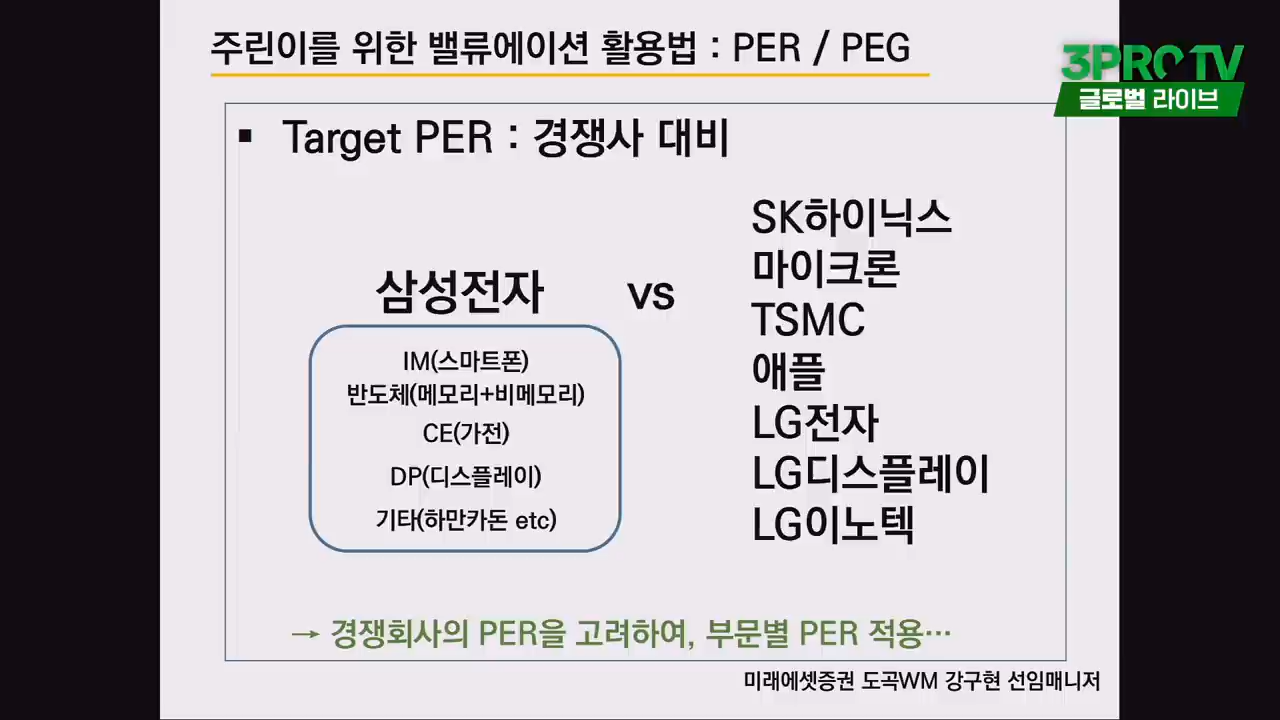 주린이를 위한 밸류에이션 활용법 : PER / PEG
3PROTV
글로벌 라이브
▪ Target PER : 경쟁사 대비
삼성전자 vs
IM(스마트폰)
반도체(메모리+비메모리)
CE(가전)
DP(디스플레이)
기타(하만카돈 etc)
SK하이닉스
마이크론
TSMC
애플
LG전자
LG디스플레이
LG이노텍
→ 경쟁회사의 PER을 고려하여, 부문별 PER 적용…
미래에셋증권 도곡WM 강구현 선임매니저